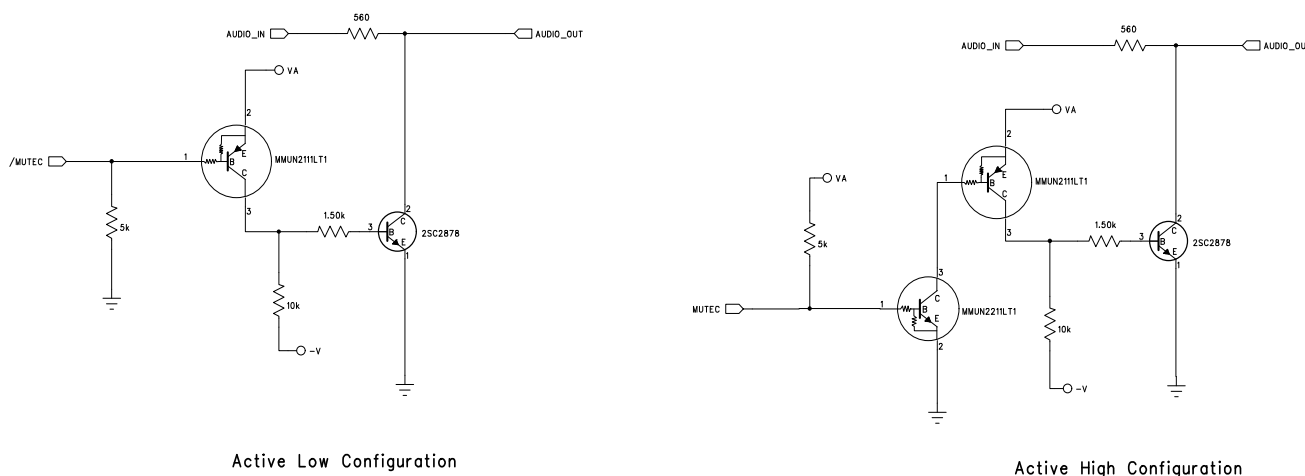 560
AUDIO_IN
AUDIO_OUT
VA
2
/MUTEC
1
B
E
C
MMUN2111LT1
3
5k
1.50k
3
B
2
C
E
1
2SC2878
10k
-V
Active Low Configuration
560
AUDIO_IN
AUDIO_OU
VA
2
1
B
E
C
MMUN2111LT1
3
VA
5k
1.50k
3
B
2
C
E
1
2SC2878
3
MUTEC
1
B
C
E
MMUN2211LT1
2
10k
-V
Active High Configuration